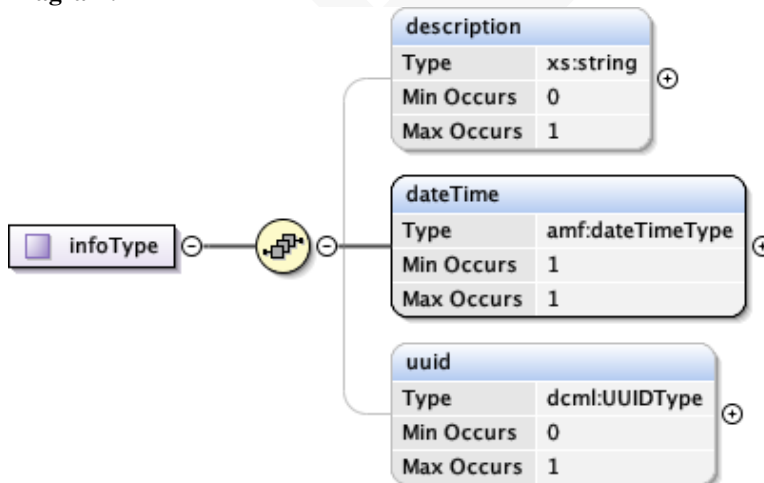 description
Type xs:string
Min Occurs 0
Max Occurs 1
infoType
dateTime
Type amf:dateTimeType
Min Occurs 1
Max Occurs 1
uuid
Type dcml:UUIDType
Min Occurs 0
Max Occurs 1